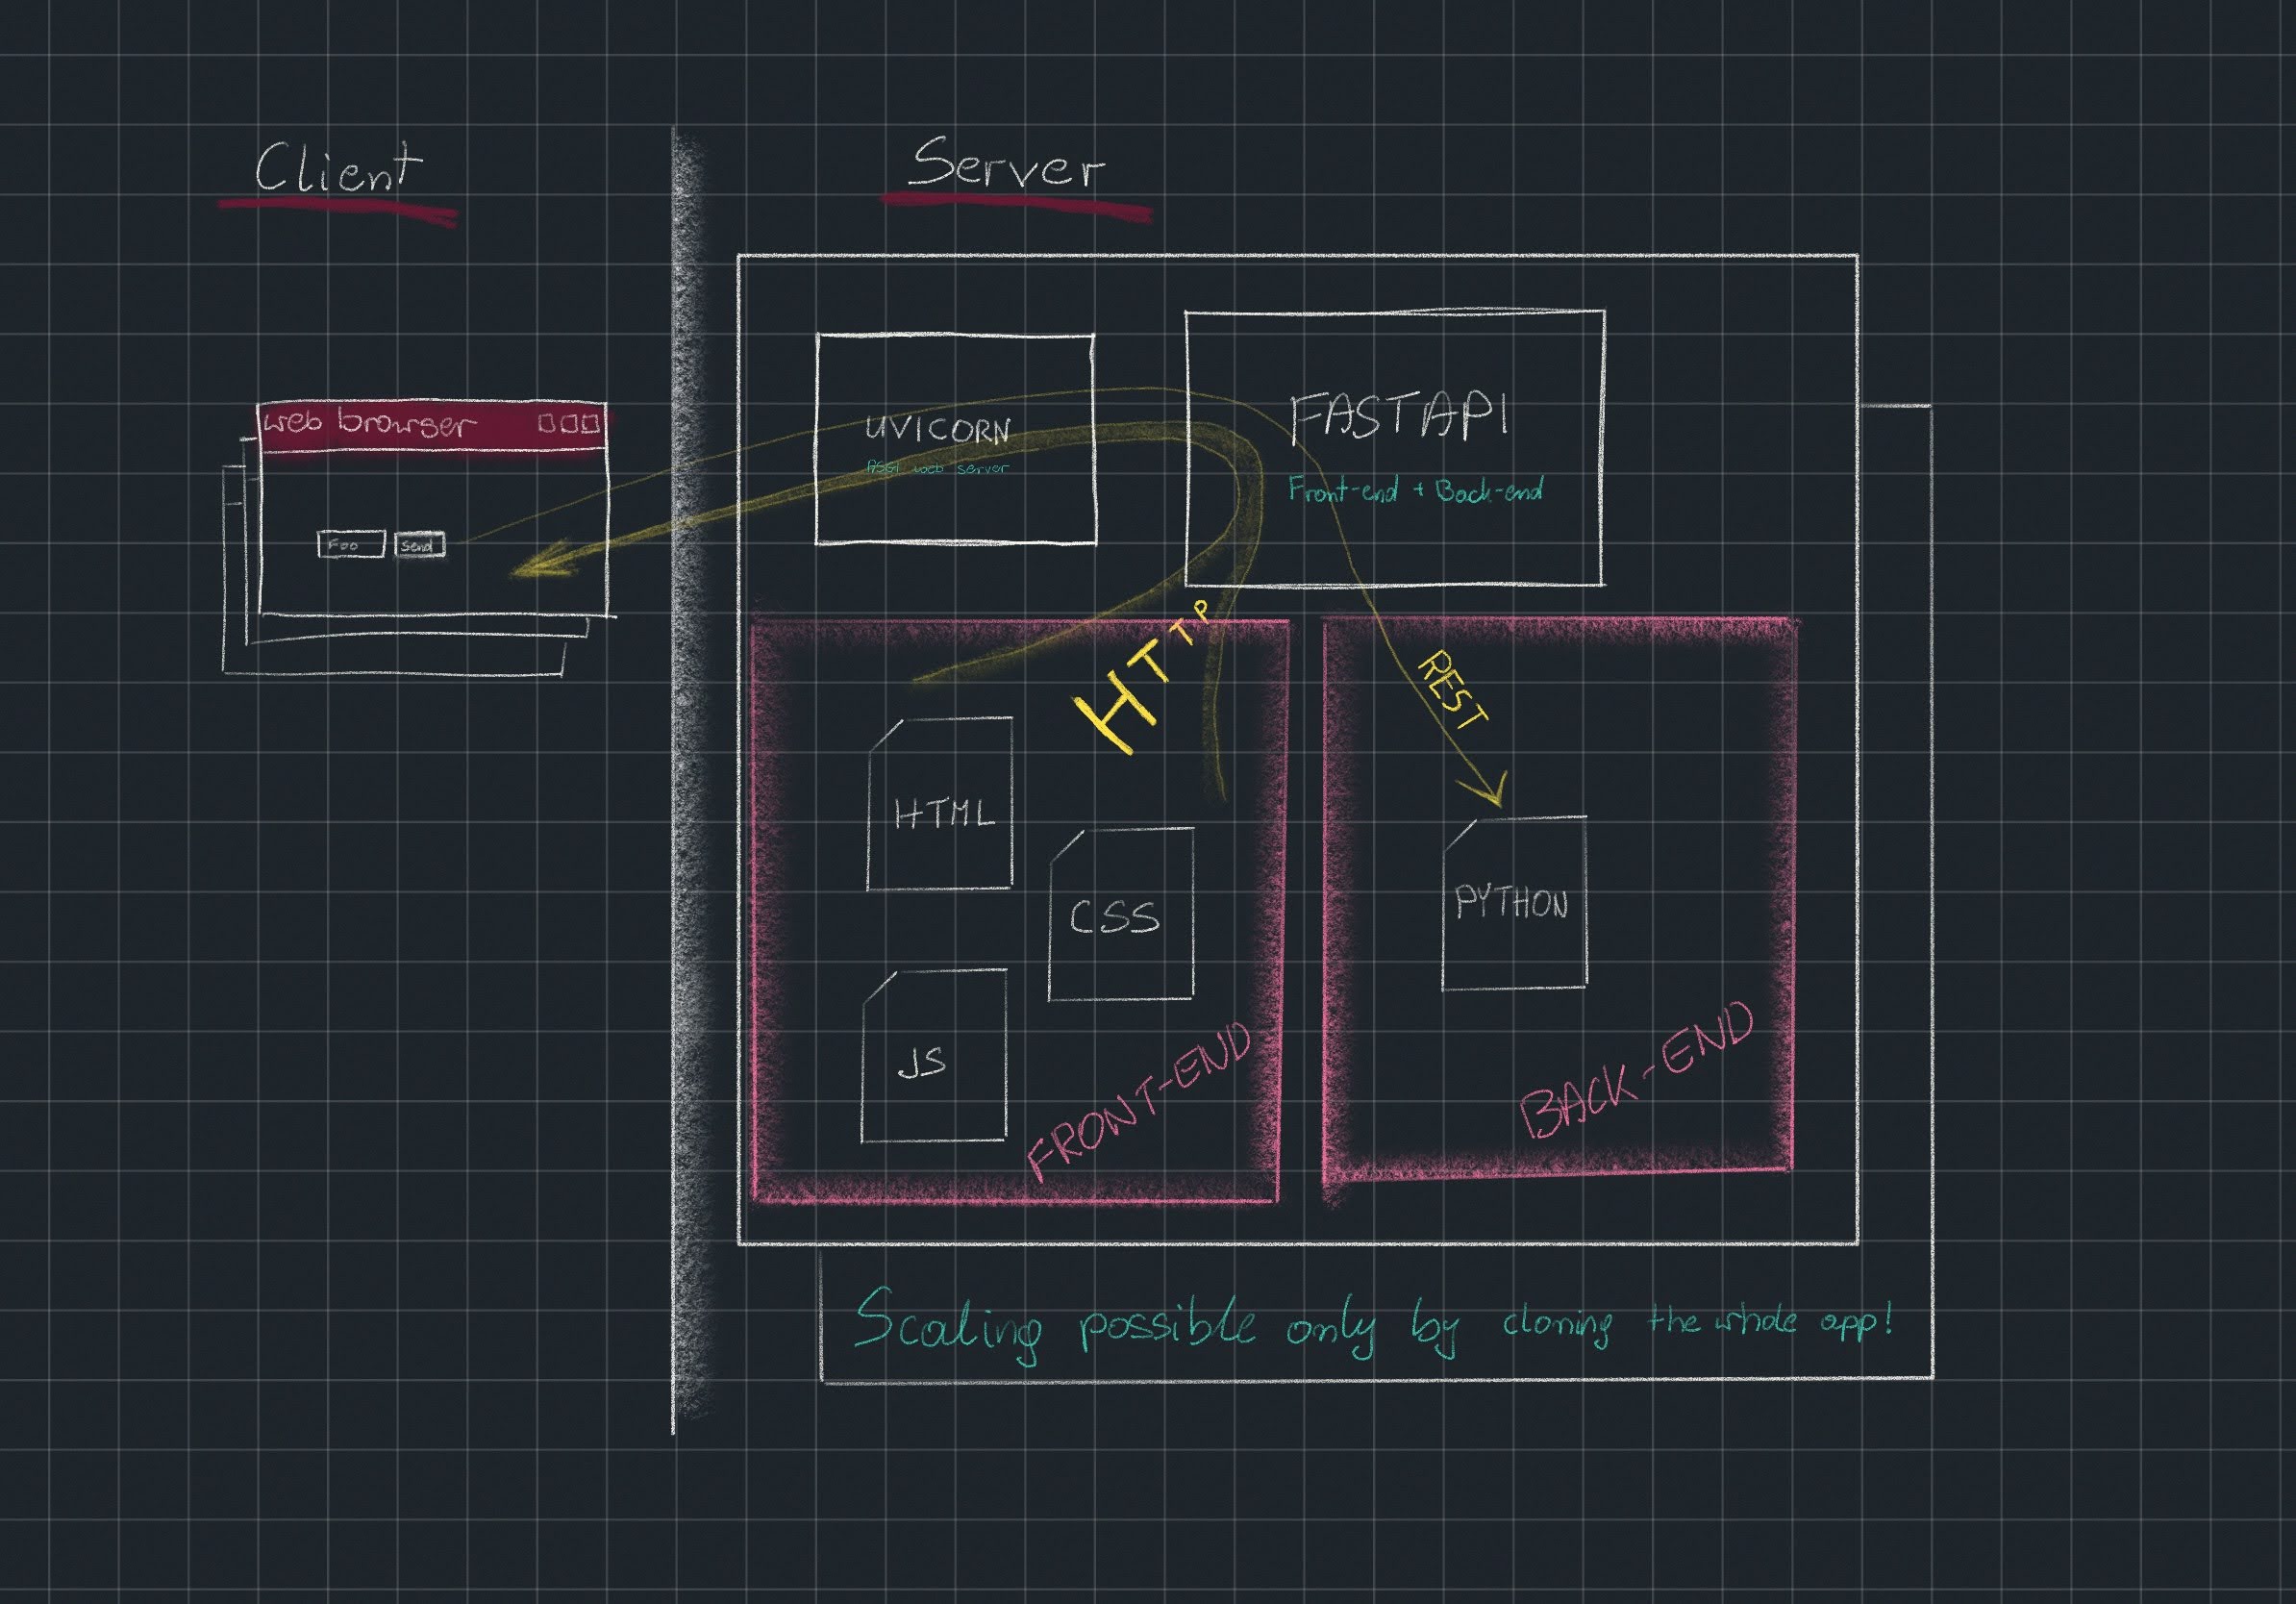 Client
Server
web browser
Foo
Send
UVICORN
ASGI web server
FASTAPI
Front-end + Back-end
HTTP
REST
HTML
CSS
JS
FRONT-END
PYTHON
BACK-END
Scaling possible only by cloning the whole app!